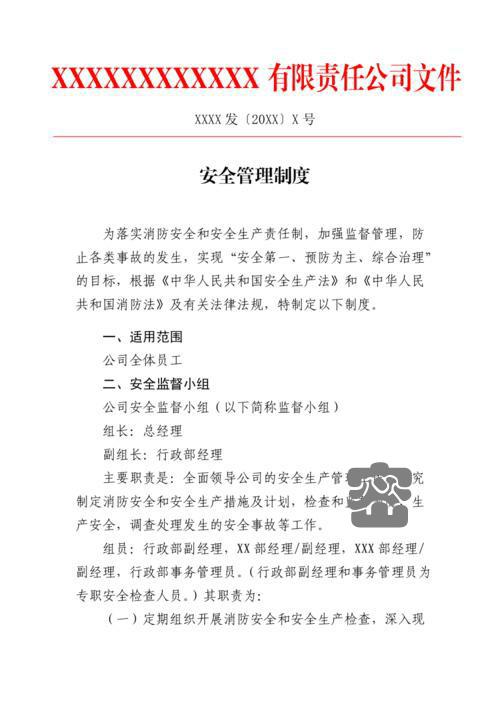 XXXXXXXXXXXX 有限责任公司文件
XXXX 发〔20XX〕X 号
安全管理制度
为落实消防安全和安全生产责任制，加强监督管理，防
止各类事故的发生，实现“安全第一、预防为主、综合治理”
的目标，根据《中华人民共和国安全生产法》和《中华人民
共和国消防法》及有关法律法规，特制定以下制度。
一、适用范围
公司全体员工
二、安全监督小组
公司安全监督小组（以下简称监督小组）
组长：总经理
副组长：行政部经理
主要职责是：全面领导公司的安全生产管 究
制定消防安全和安全生产措施及计划，检查和 生
产安全，调查处理发生的安全事故等工作。
组员：行政部副经理，XX 部经理/副经理，XXX 部经理/
副经理，行政部事务管理员。（行政部副经理和事务管理员为
专职安全检查人员。）其职责为：
（一）定期组织开展消防安全和安全生产检查，深入现